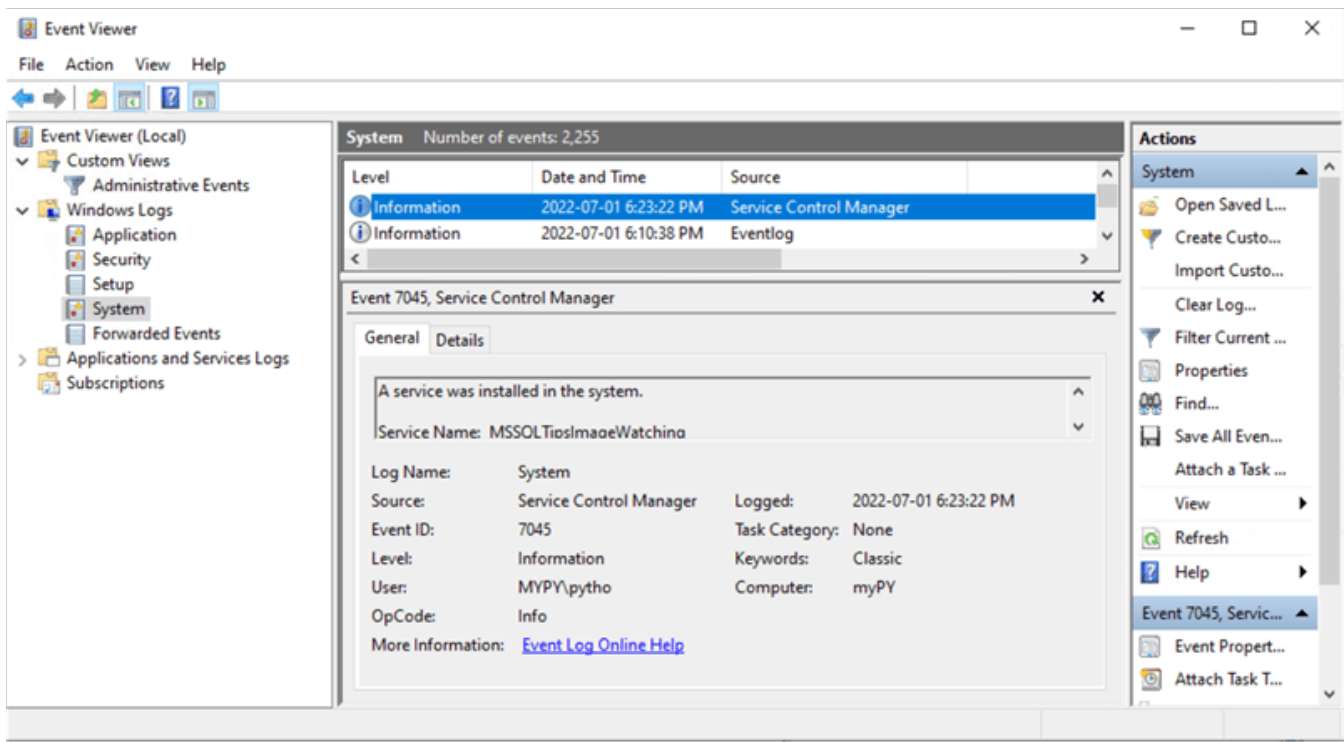 Event Viewer
File Action View Help
Event Viewer (Local)
Custom Views
Administrative Events
Windows Logs
Application
Security
Setup
System
Forwarded Events
Applications and Services Logs
Subscriptions
System Number of events: 2,255
Level Date and Time Source
Information 2022-07-01 6:23:22 PM Service Control Manager
Information 2022-07-01 6:10:38 PM Eventlog
Event 7045, Service Control Manager
General Details
A service was installed in the system.
Service Name: MSSQLTipsImageWatching
Log Name: System
Source: Service Control Manager Logged: 2022-07-01 6:23:22 PM
Event ID: 7045 Task Category: None
Level: Information Keywords: Classic
User: MYPY\pytho Computer: myPY
OpCode: Info
More Information: Event Log Online Help
Actions
System
Open Saved L...
Create Custo...
Import Custo...
Clear Log...
Filter Current ...
Properties
Find...
Save All Even...
Attach a Task ...
View
Refresh
Help
Event 7045, Servic...
Event Propert...
Attach Task T...